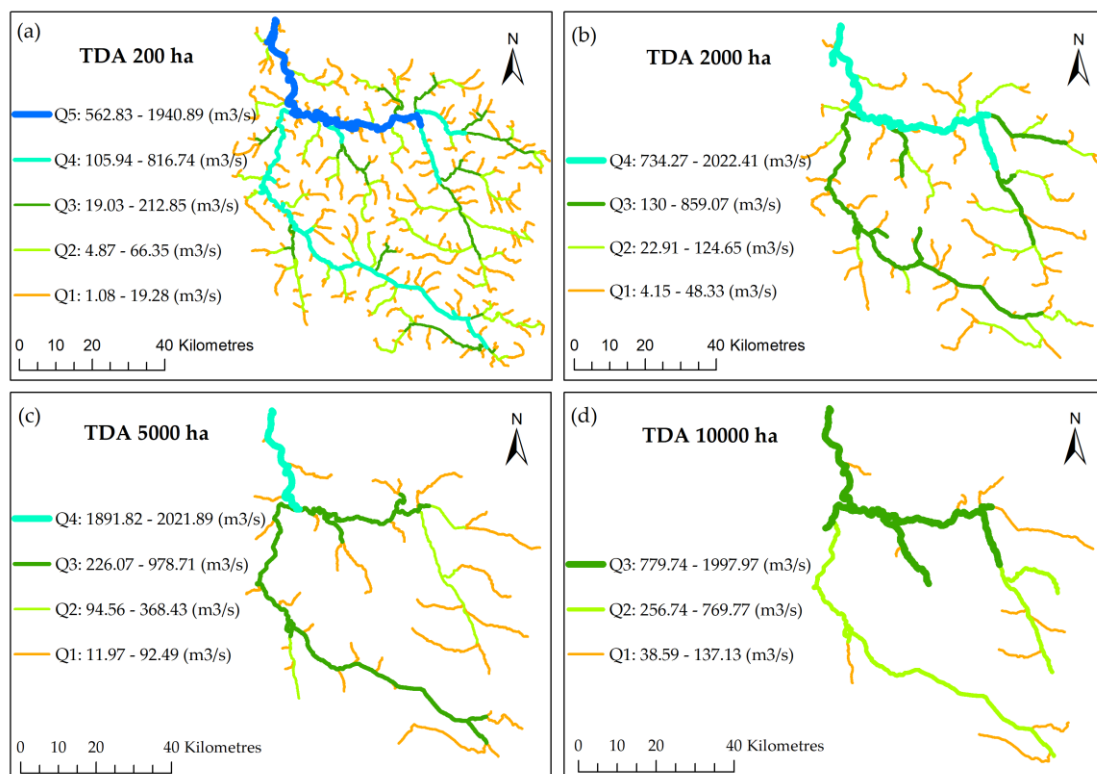 (a)
TDA 200 ha
N
Q5: 562.83 - 1940.89 (m3/s)
Q4: 105.94 - 816.74 (m3/s)
Q3: 19.03 - 212.85 (m3/s)
Q2: 4.87 - 66.35 (m3/s)
Q1: 1.08 - 19.28 (m3/s)
0 10 20 40 Kilometres
(b)
TDA 2000 ha
N
Q4: 734.27 - 2022.41 (m3/s)
Q3: 130 - 859.07 (m3/s)
Q2: 22.91 - 124.65 (m3/s)
Q1: 4.15 - 48.33 (m3/s)
0 10 20 40 Kilometres
(c)
TDA 5000 ha
N
Q4: 1891.82 - 2021.89 (m3/s)
Q3: 226.07 - 978.71 (m3/s)
Q2: 94.56 - 368.43 (m3/s)
Q1: 11.97 - 92.49 (m3/s)
0 10 20 40 Kilometres
(d)
TDA 10000 ha
N
Q3: 779.74 - 1997.97 (m3/s)
Q2: 256.74 - 769.77 (m3/s)
Q1: 38.59 - 137.13 (m3/s)
0 10 20 40 Kilometres